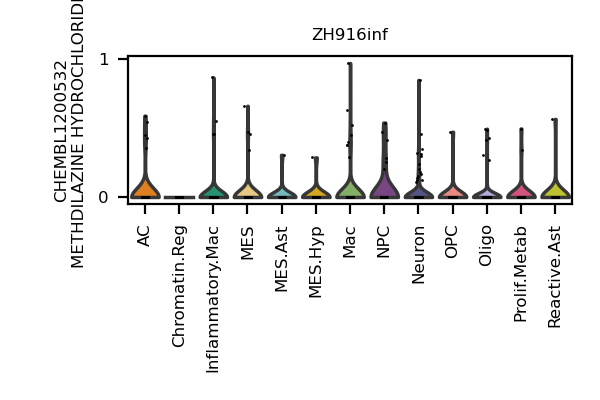 ZH916inf
CHEMBL1200532
METHDILAZINE HYDROCHLORIDE
1
0
AC
Chromatin.Reg
Inflammatory.Mac
MES
MES.Ast
MES.Hyp
Mac
NPC
Neuron
OPC
Oligo
Prolif.Metab
Reactive.Ast